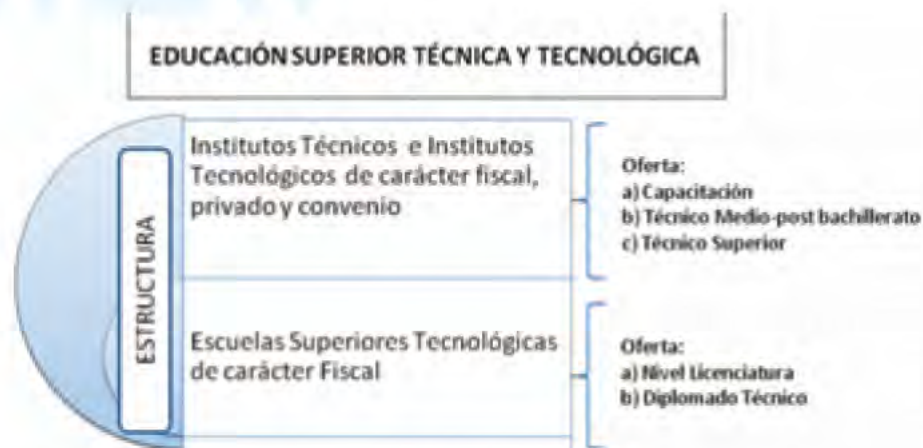 EDUCACIÓN SUPERIOR TÉCNICA Y TECNOLÓGICA
ESTRUCTURA
Institutos Técnicos e Institutos
Tecnológicos de carácter fiscal,
privado y convenio
Oferta:
a) Capacitación
b) Técnico Medio-post bachillerato
c) Técnico Superior
Escuelas Superiores Tecnológicas
de carácter Fiscal
Oferta:
a) Nivel Licenciatura
b) Diplomado Técnico